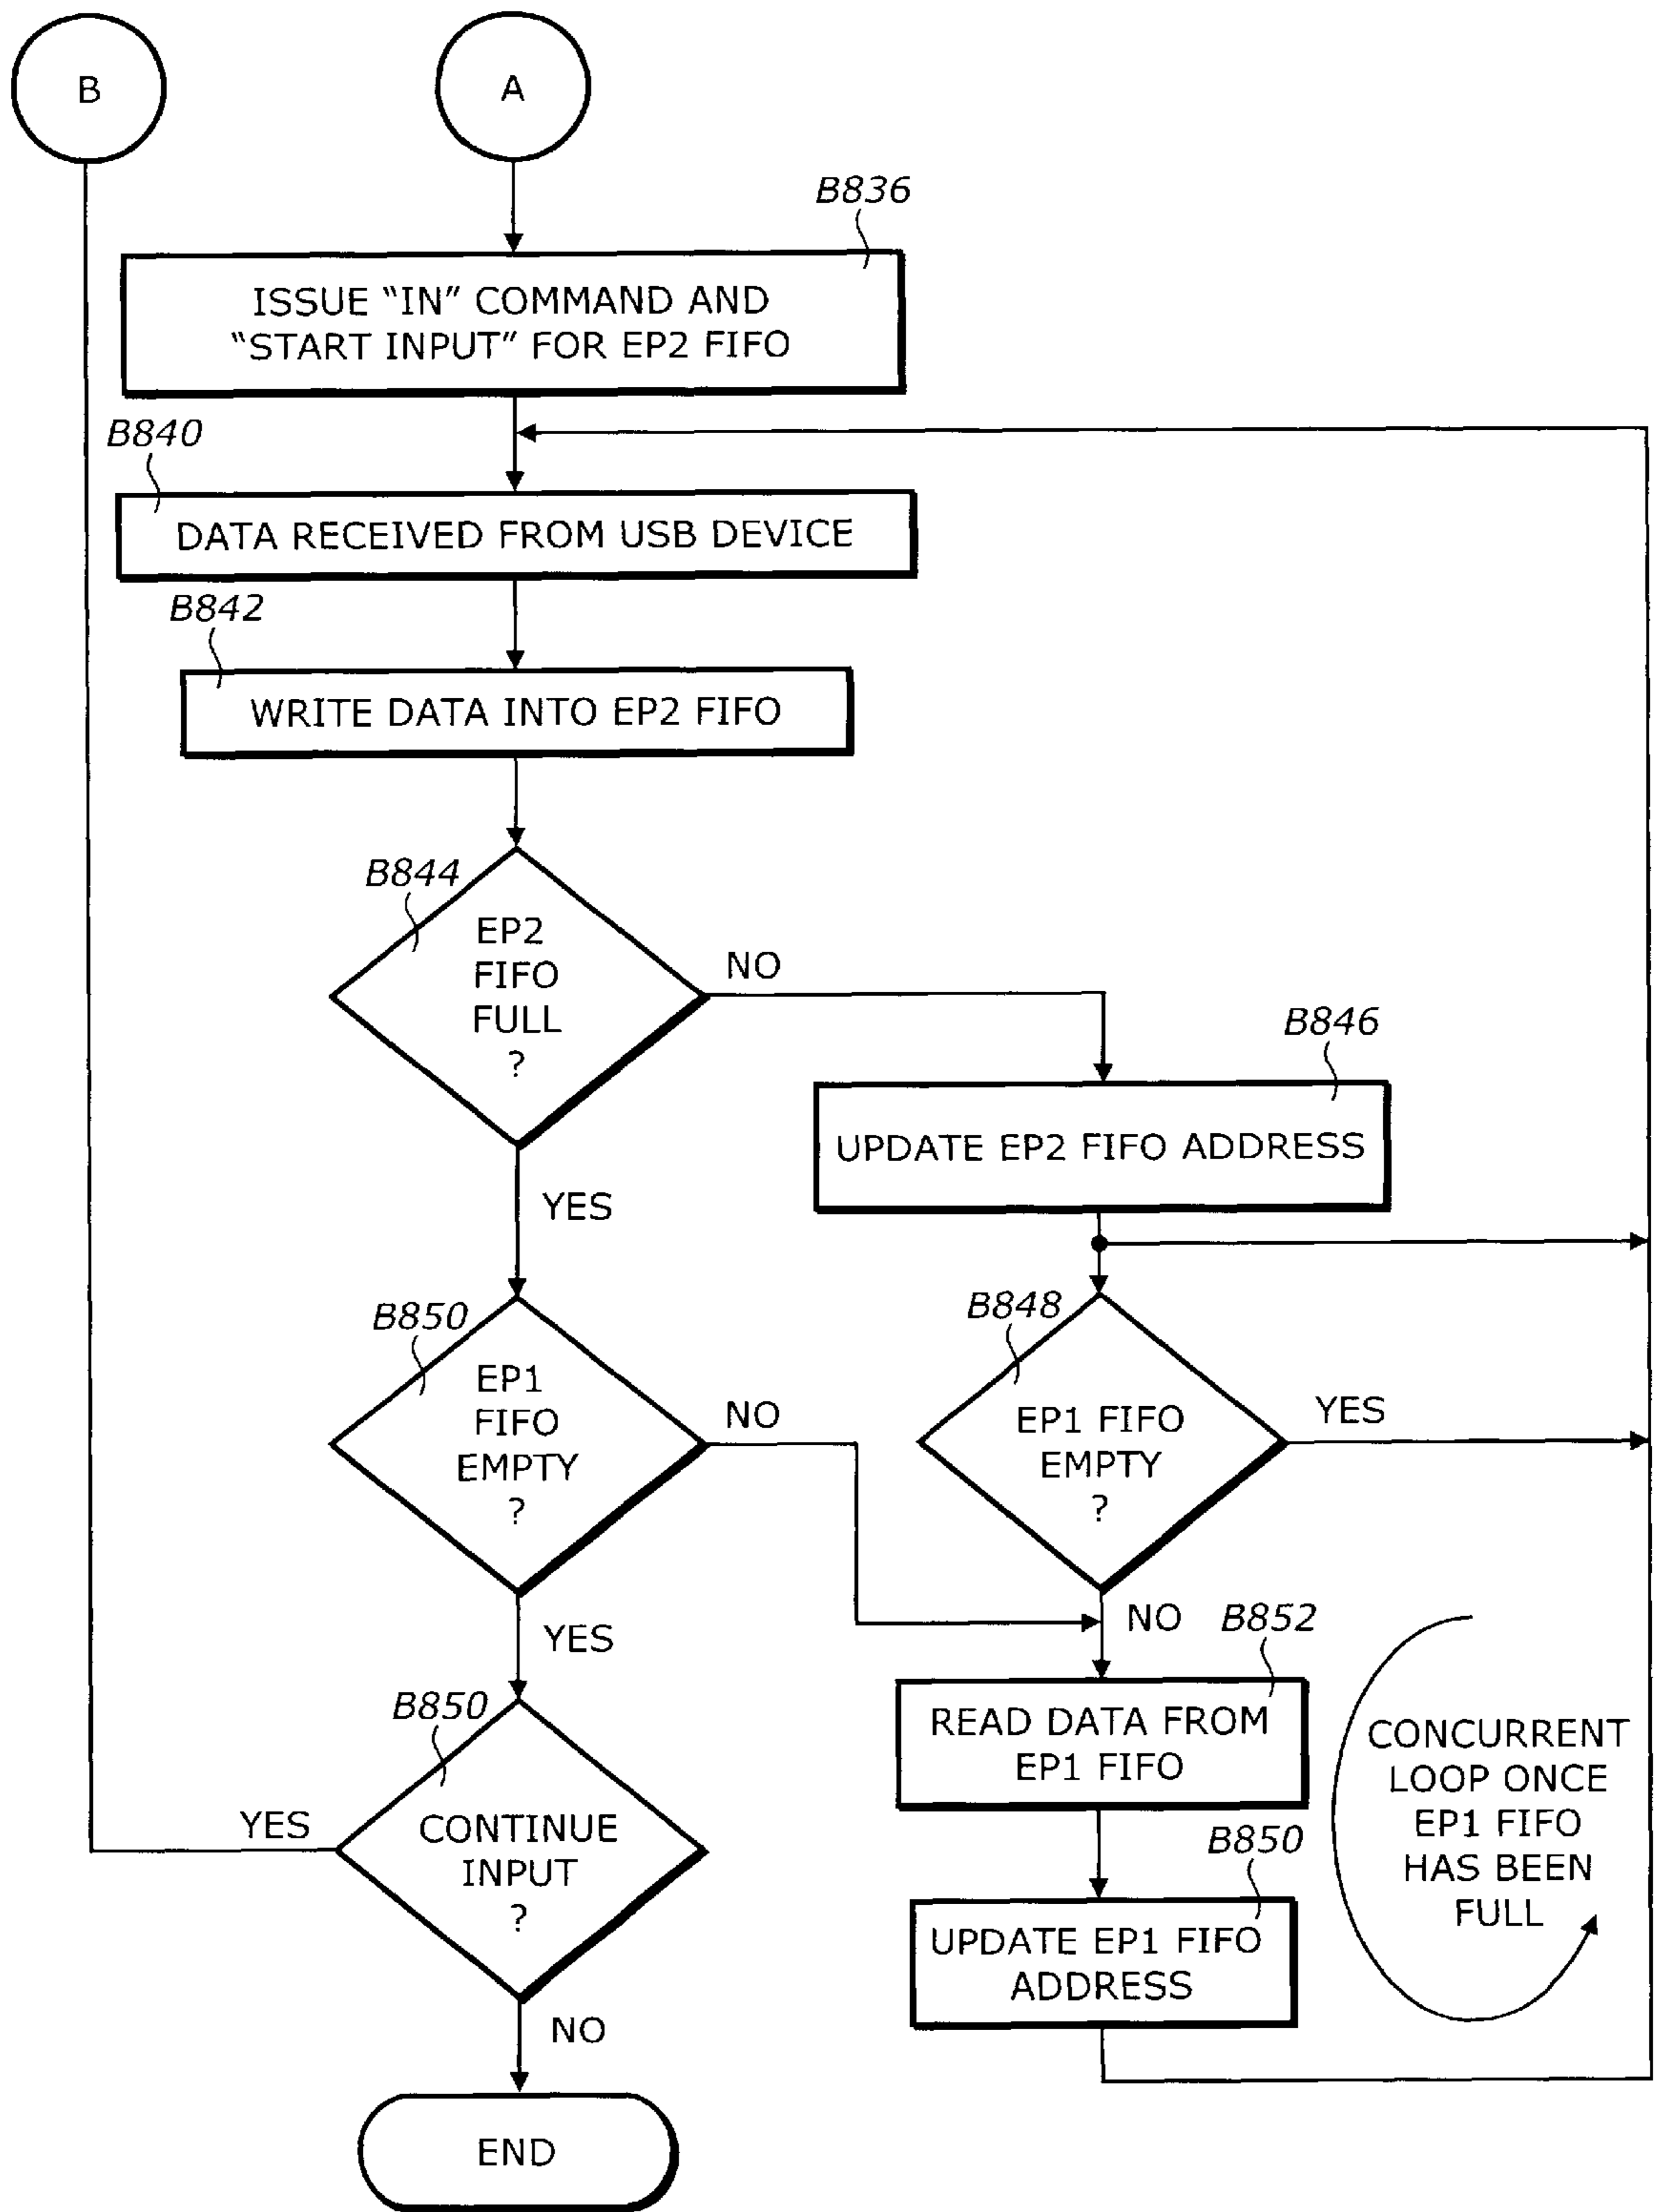 B
A
B836
ISSUE “IN” COMMAND AND
“START INPUT” FOR EP2 FIFO
B840
DATA RECEIVED FROM USB DEVICE
B842
WRITE DATA INTO EP2 FIFO
B844
EP2
FIFO
FULL
?
NO
B846
UPDATE EP2 FIFO ADDRESS
YES
B850
EP1
FIFO
EMPTY
?
NO
B848
EP1 FIFO
EMPTY
?
YES
NO
YES
B852
READ DATA FROM
EP1 FIFO
B850
CONTINUE
INPUT
?
YES
B850
UPDATE EP1 FIFO
ADDRESS
CONCURRENT
LOOP ONCE
EP1 FIFO
HAS BEEN
FULL
NO
END